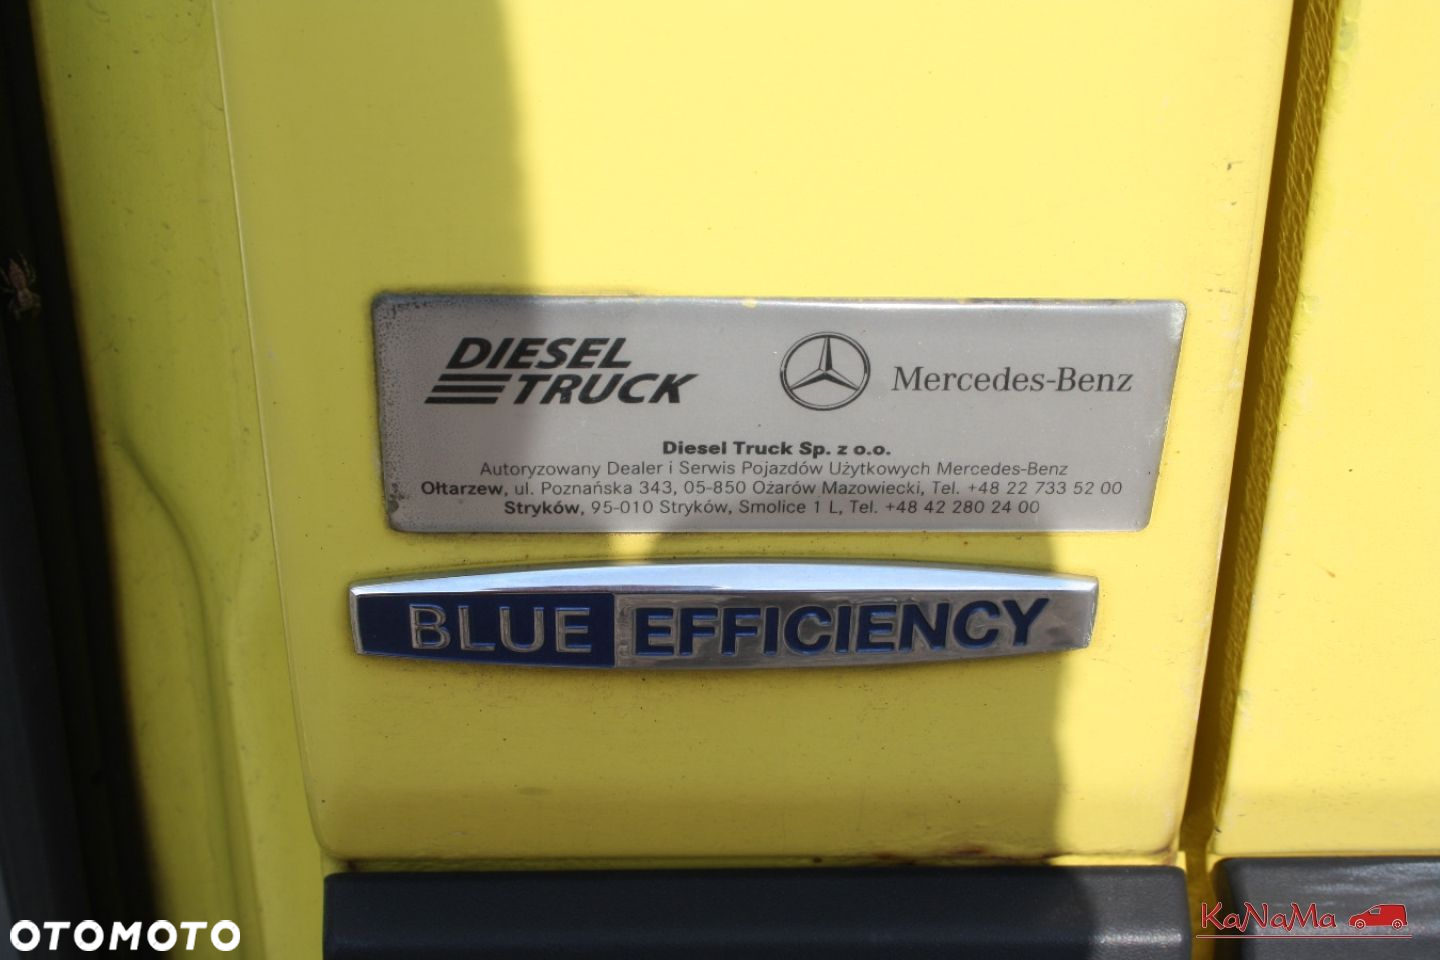 DIESEL
TRUCK
Mercedes-Benz
Diesel Truck Sp. z o.o.
Autoryzowany Dealer i Serwis Pojazdów Użytkowych Mercedes-Benz
Ołtarzew, ul. Poznańska 343, 05-850 Ożarów Mazowiecki, Tel. +48 22 733 52 00
Stryków, 95-010 Stryków, Smolice 1 L, Tel. +48 42 280 24 00
BLUE EFFICIENCY
OTOMOTO
KaNaMa